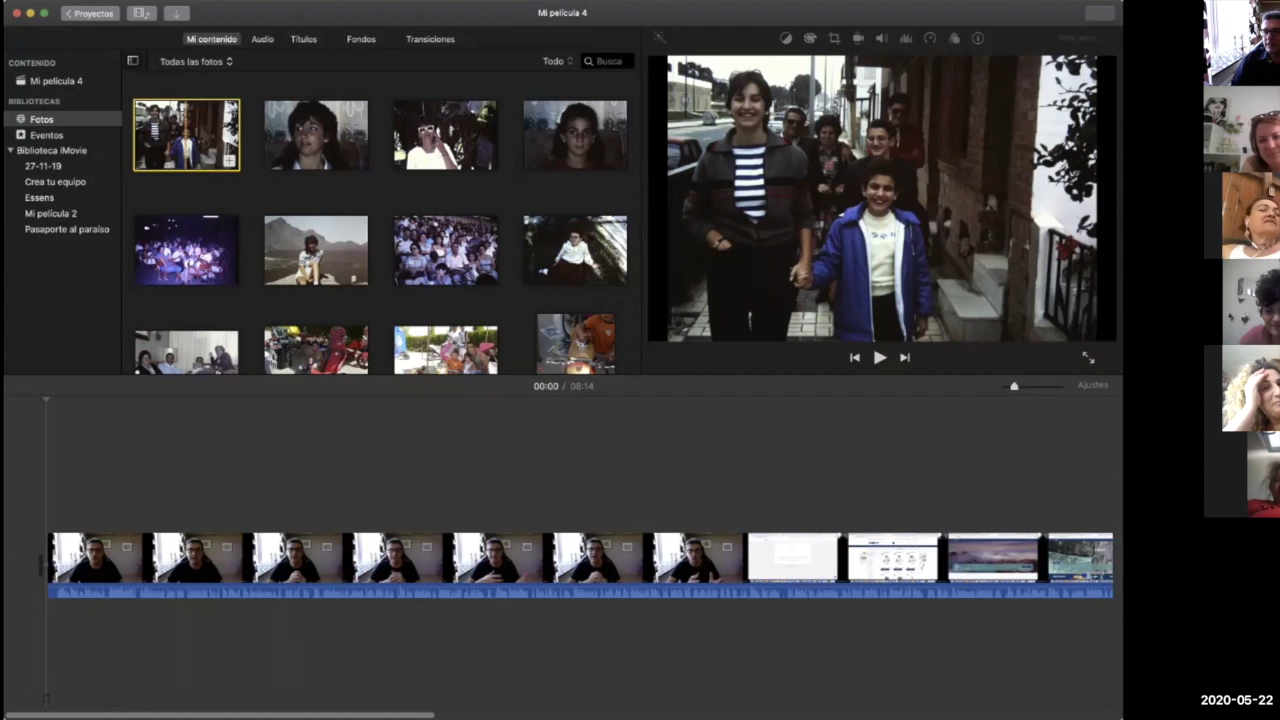 Proyectos
Mi película 4
Mi contenido
Audio
Títulos
Fondos
Transiciones
CONTENIDO
Mi película 4
BIBLIOTECAS
Fotos
Eventos
Biblioteca iMovie
27-11-19
Crea tu equipo
Essens
Mi película 2
Pasaporte al paraíso
Todas las fotos
Todo
Busca
00:00 / 08:14
Ajustes
2020-05-22